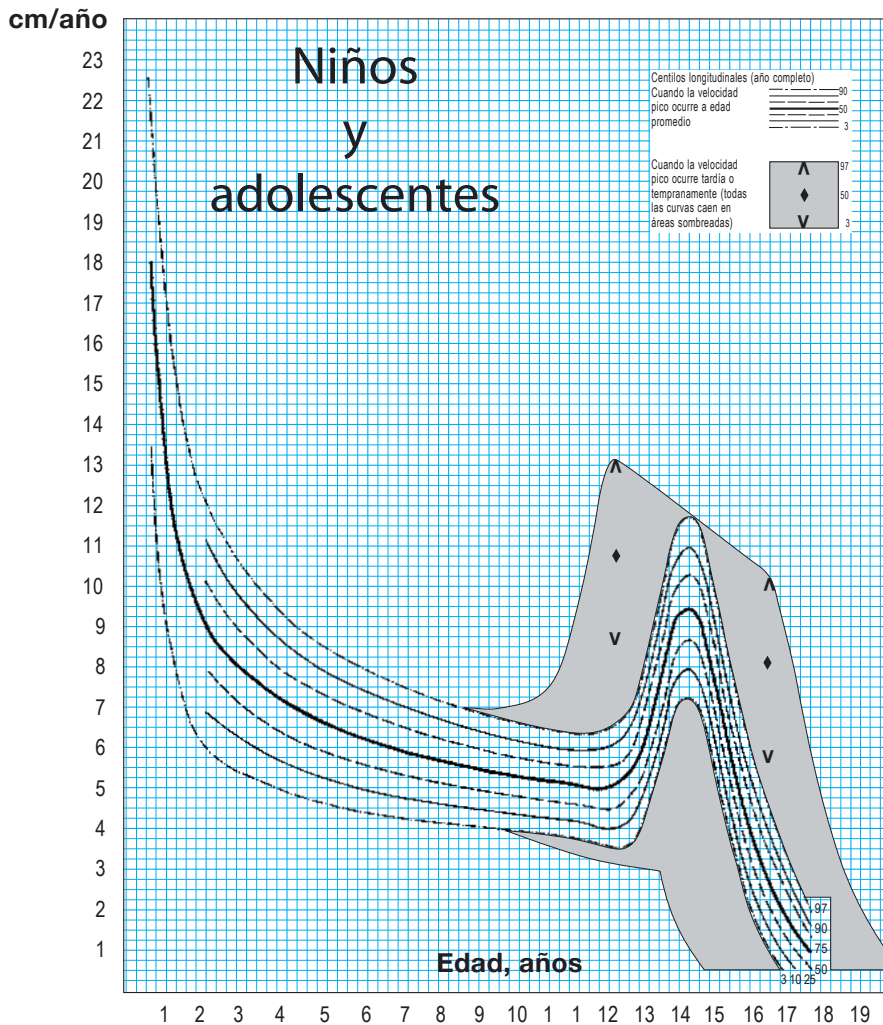 cm/año
23
22
21
20
19
18
17
16
15
14
13
12
11
10
9
8
7
6
5
4
3
2
1
Niños
y
adolescentes
Centilos longitudinales (año completo)
Cuando la velocidad
pico ocurre a edad
promedio
90
50
3
Cuando la velocidad
pico ocurre tardía o
tempranamente (todas
las curvas caen en
áreas sombreadas)
97
50
3
97
90
75
50
3 10 25
Edad, años
1 2 3 4 5 6 7 8 9 10 1 12 13 14 15 16 17 18 19